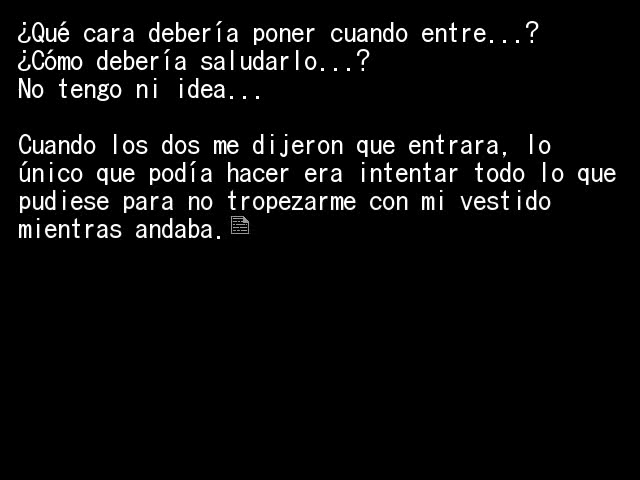 ¿Qué cara debería poner cuando entre...?
¿Cómo debería saludarlo...?
No tengo ni idea...
Cuando los dos me dijeron que entrara, lo
único que podía hacer era intentar todo lo que
pudiese para no tropezarme con mi vestido
mientras andaba.